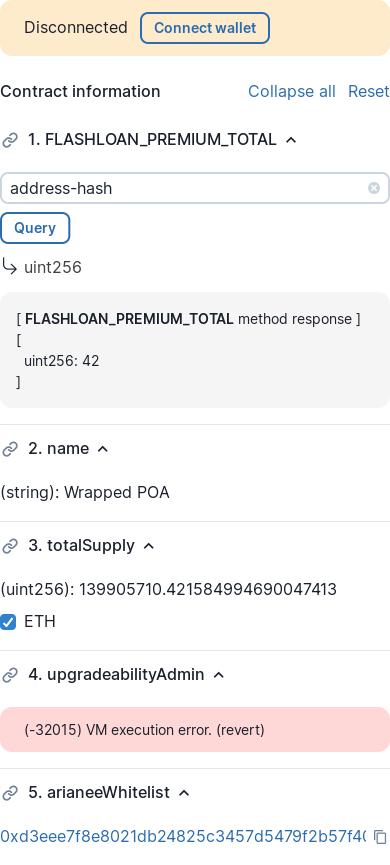 Disconnected Connect wallet
Contract information Collapse all Reset
1. FLASHLOAN_PREMIUM_TOTAL
address-hash
Query
uint256
[ FLASHLOAN_PREMIUM_TOTAL method response ]
[
uint256: 42
]
2. name
(string): Wrapped POA
3. totalSupply
(uint256): 139905710.421584994690047413
ETH
4. upgradeabilityAdmin
(-32015) VM execution error. (revert)
5. arianeeWhitelist
0xd3eee7f8e8021db24825c3457d5479f2b57f40